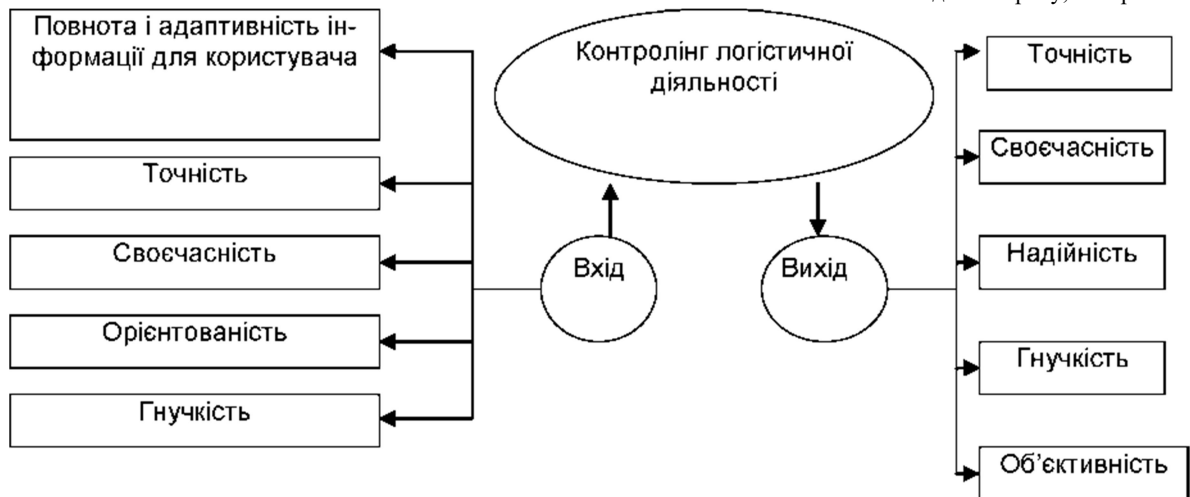 Повнота і адаптивність ін-
формації для користувача
Точність
Своєчасність
Орієнтованість
Гнучкість
Контролінг логістичної
діяльності
Вхід
Вихід
Точність
Своєчасність
Надійність
Гнучкість
Об’єктивність